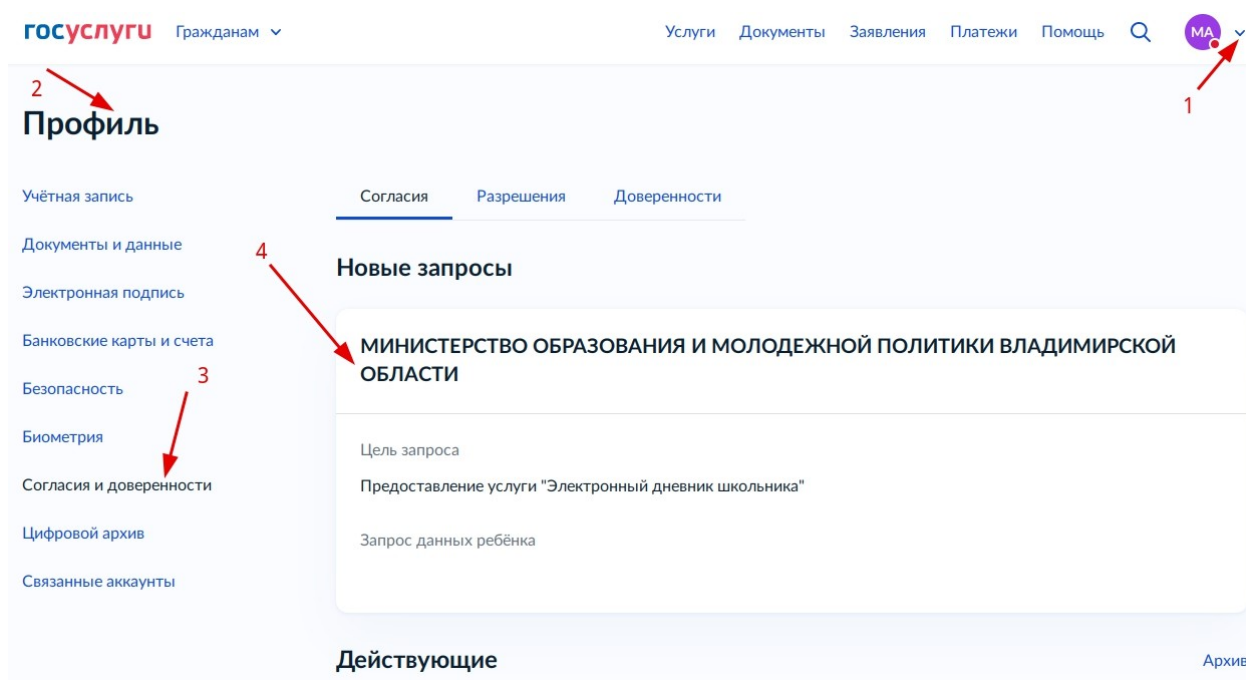 госуслуги Гражданам Услуги Документы Заявления Платежи Помощь МА
2
1
Профиль
Учётная запись
Документы и данные
Электронная подпись
Банковские карты и счета
Безопасность
3
Биометрия
Согласия и доверенности
Цифровой архив
Связанные аккаунты
Согласия Разрешения Доверенности
4
Новые запросы
МИНИСТЕРСТВО ОБРАЗОВАНИЯ И МОЛОДЕЖНОЙ ПОЛИТИКИ ВЛАДИМИРСКОЙ
ОБЛАСТИ
Цель запроса
Предоставление услуги "Электронный дневник школьника"
Запрос данных ребёнка
Действующие Архив